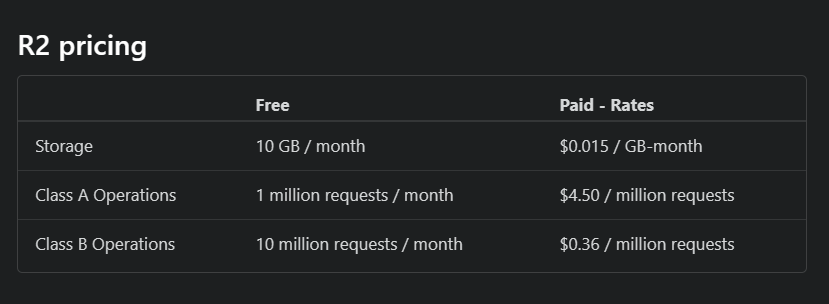 R2 pricing
Free Paid - Rates
Storage 10 GB / month $0.015 / GB-month
Class A Operations 1 million requests / month $4.50 / million requests
Class B Operations 10 million requests / month $0.36 / million requests